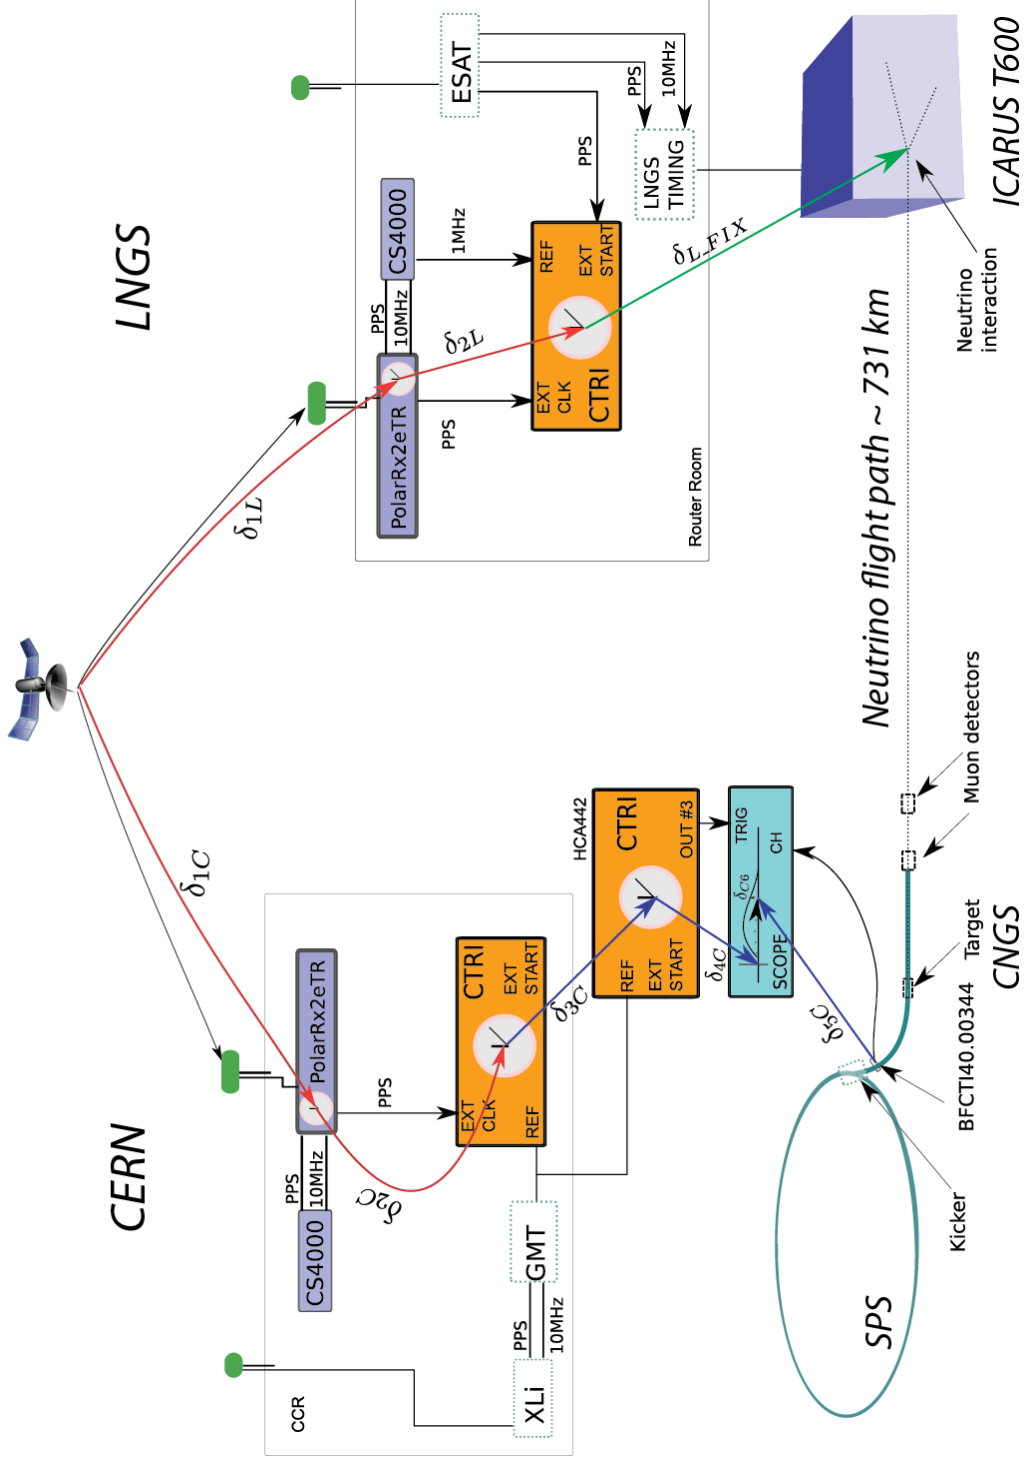 CERN
LNGS
δ1C
δ1L
CCR
XLi
PPS
10MHz
GMT
CS4000
PPS
10MHz
PolarRx2eTR
PPS
δ2C
EXT
CLK
REF
CTRI
EXT
START
δ3C
HCA442
REF
EXT
START
CTRI
OUT #3
δ4C
SCOPE
δC6
TRIG
CH
δ5C
SPS
Kicker
BFCTI40.00344
Target
CNGS
Muon detectors
Neutrino flight path ~ 731 km
Router Room
PolarRx2eTR
PPS
10MHz
CS4000
PPS
1MHz
δ2L
EXT
CLK
CTRI
REF
EXT
START
ESAT
PPS
PPS
10MHz
LNGS
TIMING
δL_FIX
Neutrino
interaction
ICARUS T600